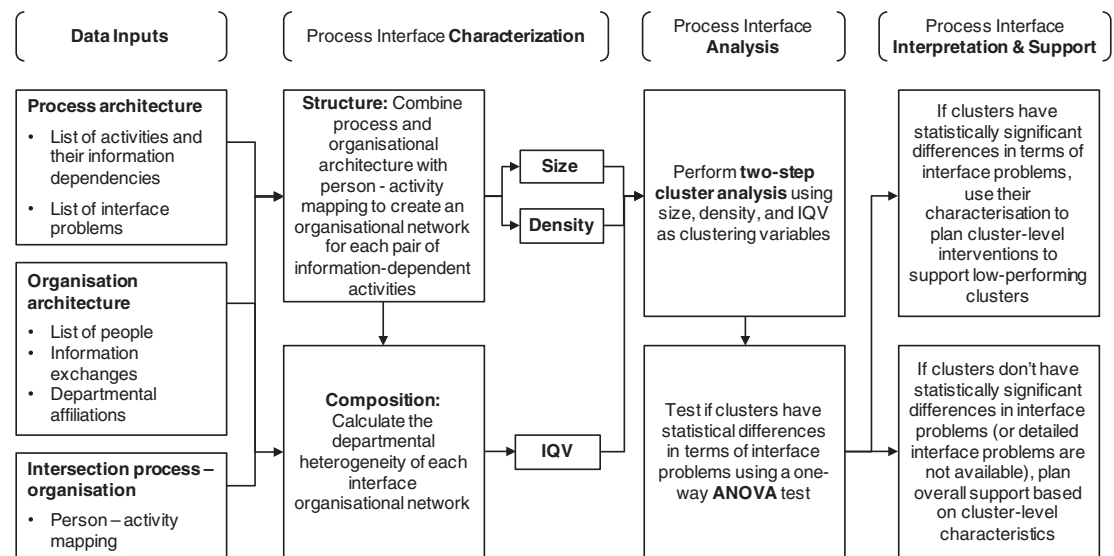 Data Inputs
Process Interface Characterization
Process Interface
Analysis
Process Interface
Interpretation & Support
Process architecture
• List of activities and
their information
dependencies
• List of interface
problems
Organisation
architecture
• List of people
• Information
exchanges
• Departmental
affiliations
Intersection process –
organisation
• Person – activity
mapping
Structure: Combine
process and
organisational
architecture with
person - activity
mapping to create an
organisational network
for each pair of
information-dependent
activities
Composition:
Calculate the
departmental
heterogeneity of each
interface
organisational network
Size
Density
IQV
Perform two-step
cluster analysis using
size, density, and IQV
as clustering variables
Test if clusters have
statistical differences
in terms of interface
problems using a one-
way ANOVA test
If clusters have
statistically significant
differences in terms of
interface problems,
use their
characterisation to
plan cluster-level
interventions to
support low-performing
clusters
If clusters don’t have
statistically significant
differences in interface
problems (or detailed
interface problems are
not available), plan
overall support based
on cluster-level
characteristics